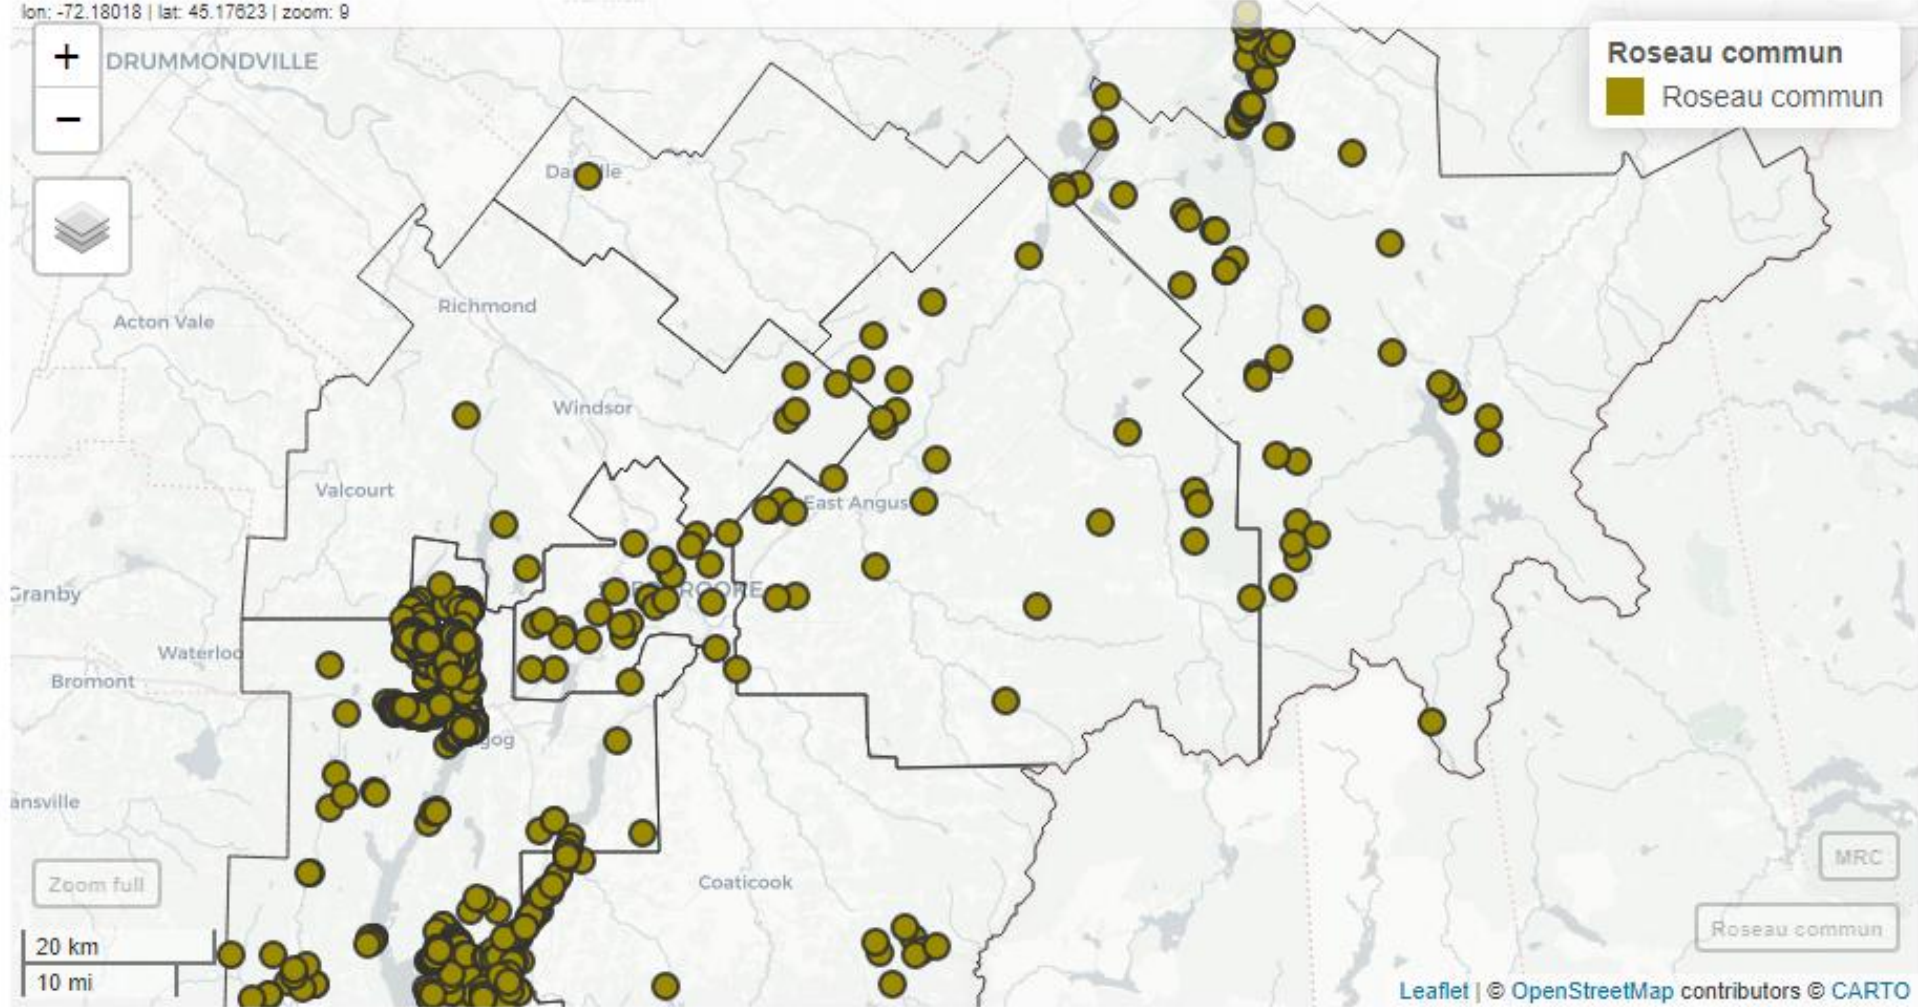 lon: -72.18018 | lat: 45.17623 | zoom: 9
+
DRUMMONDVILLE
Roseau commun
Roseau commun
−
Richmond
Acton Vale
Windsor
Valcourt
East Angus
Granby
Waterloo
Bromont
ansville
Coaticook
Zoom full
MRC
Roseau commun
20 km
10 mi
Leaflet | © OpenStreetMap contributors © CARTO